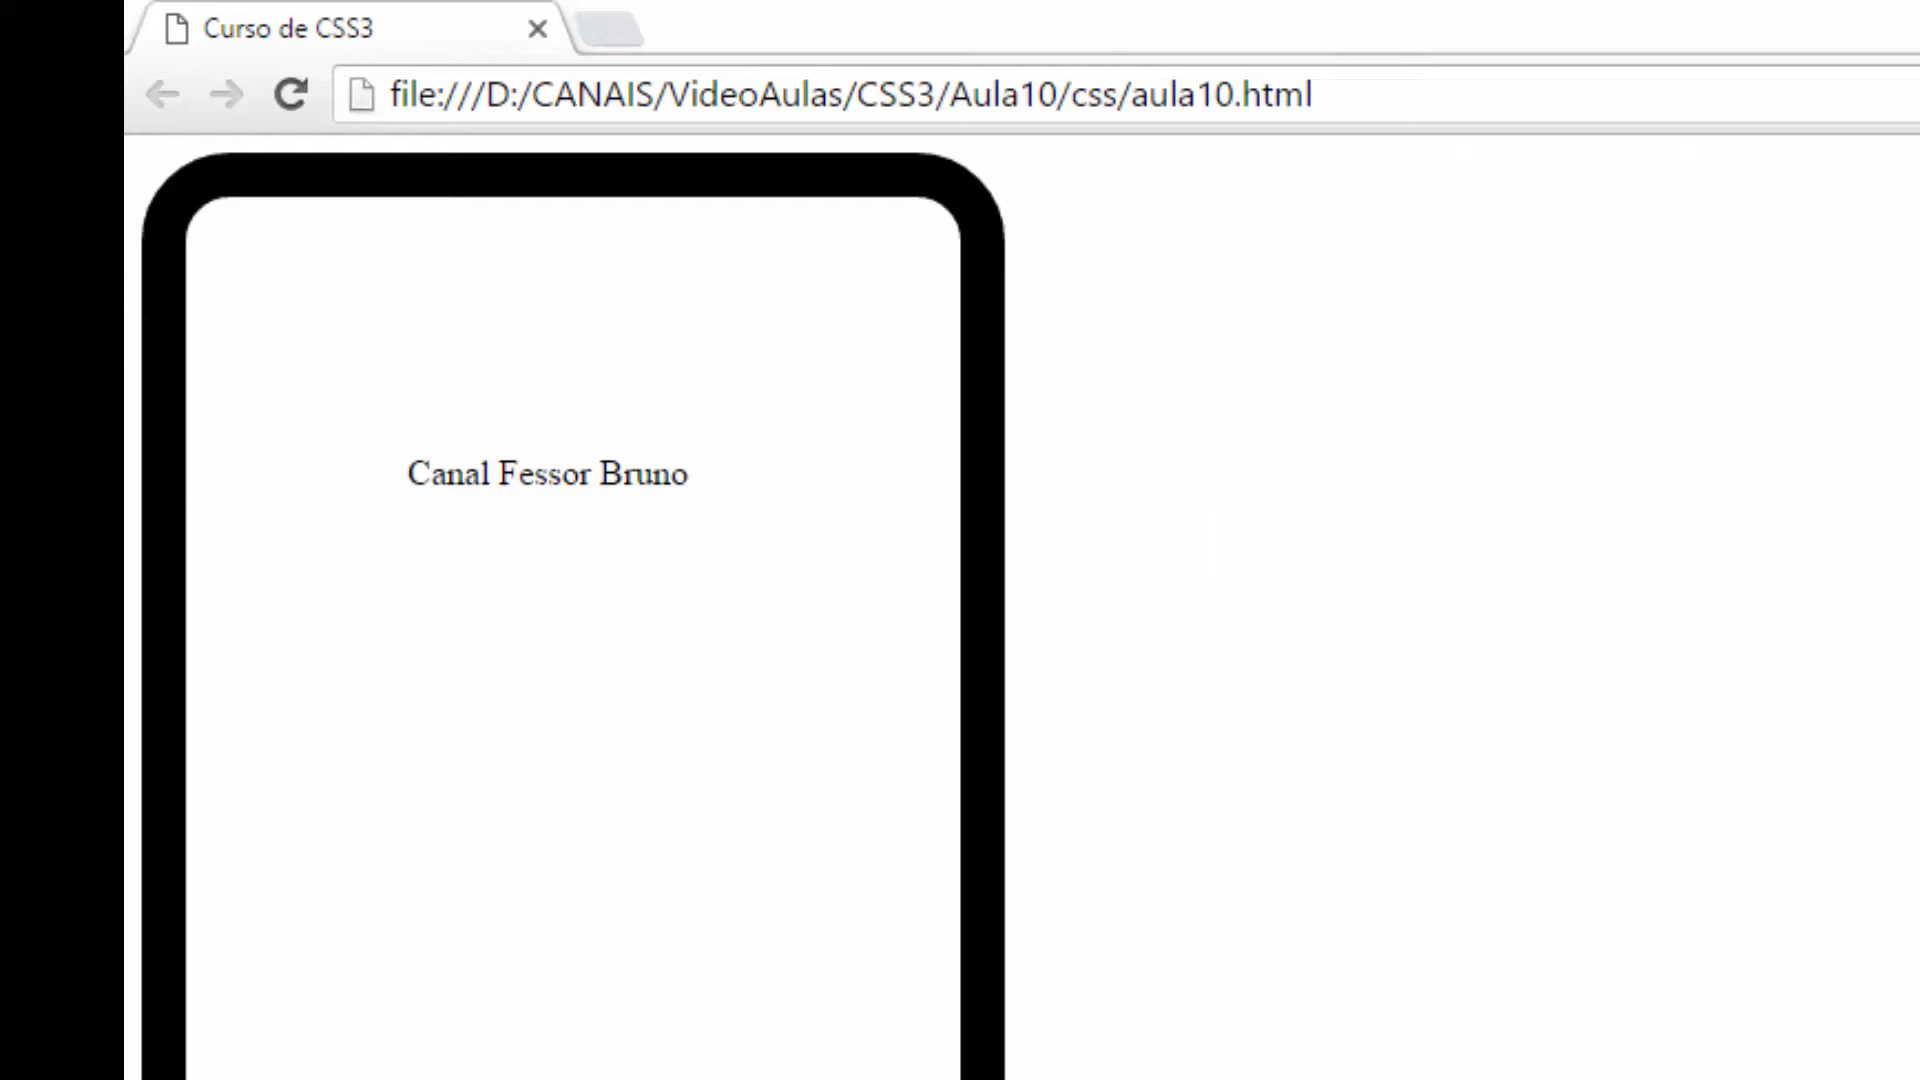 Curso de CSS3
file:///D:/CANAIS/VideoAulas/CSS3/Aula10/css/aula10.html
Canal Fessor Bruno